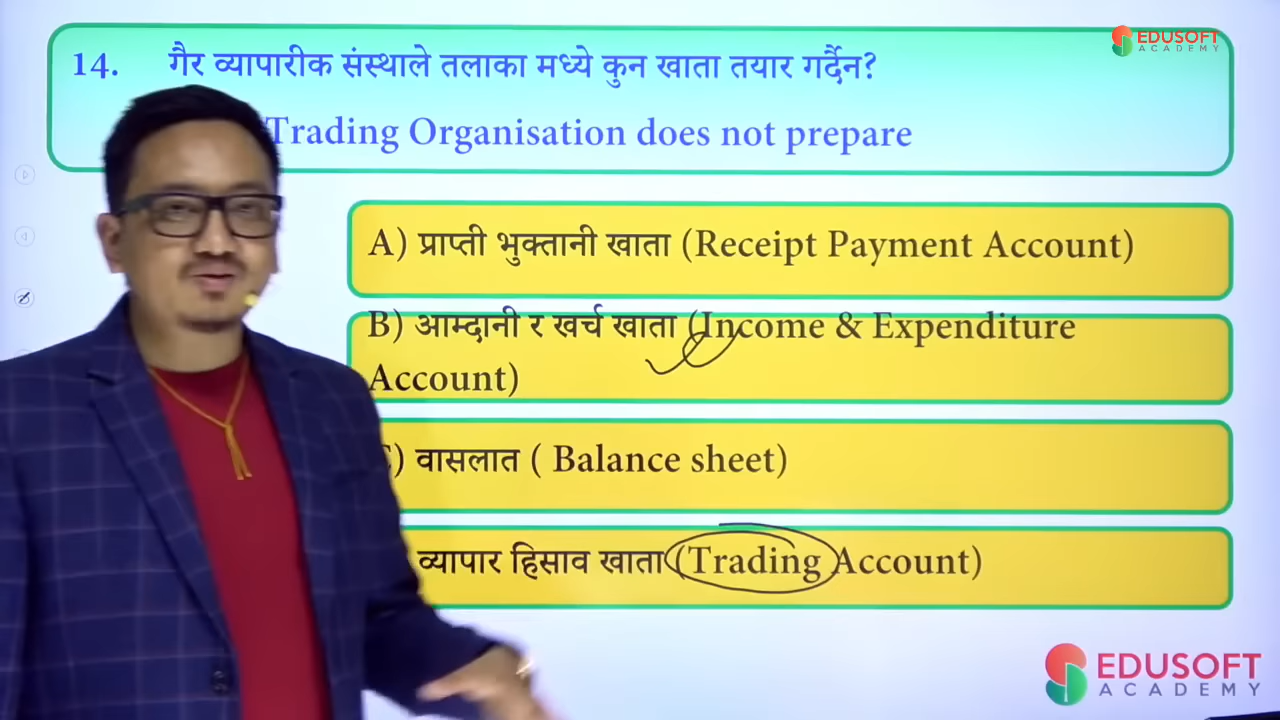 EDUSOFT
ACADEMY
14. गैर व्यापारीक संस्थाले तलाका मध्ये कुन खाता तयार गर्दैन?
Trading Organisation does not prepare
A) प्राप्ती भुक्तानी खाता (Receipt Payment Account)
B) आम्दानी र खर्च खाता (Income & Expenditure
Account)
) वासलात ( Balance sheet)
व्यापार हिसाव खाता (Trading Account)
EDUSOFT
ACADEMY